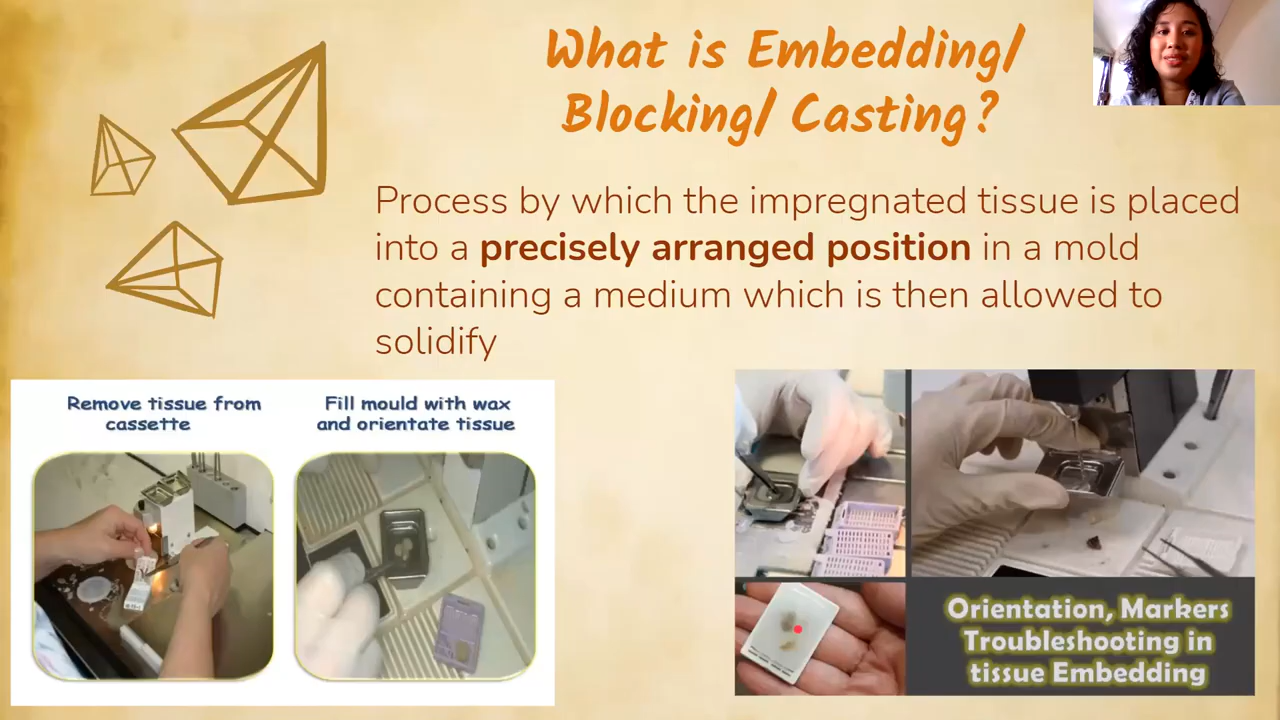 What is Embedding/
Blocking/ Casting?
Process by which the impregnated tissue is placed
into a precisely arranged position in a mold
containing a medium which is then allowed to
solidify
Remove tissue from
cassette
Fill mould with wax
and orientate tissue
Orientation, Markers
Troubleshooting in
tissue Embedding